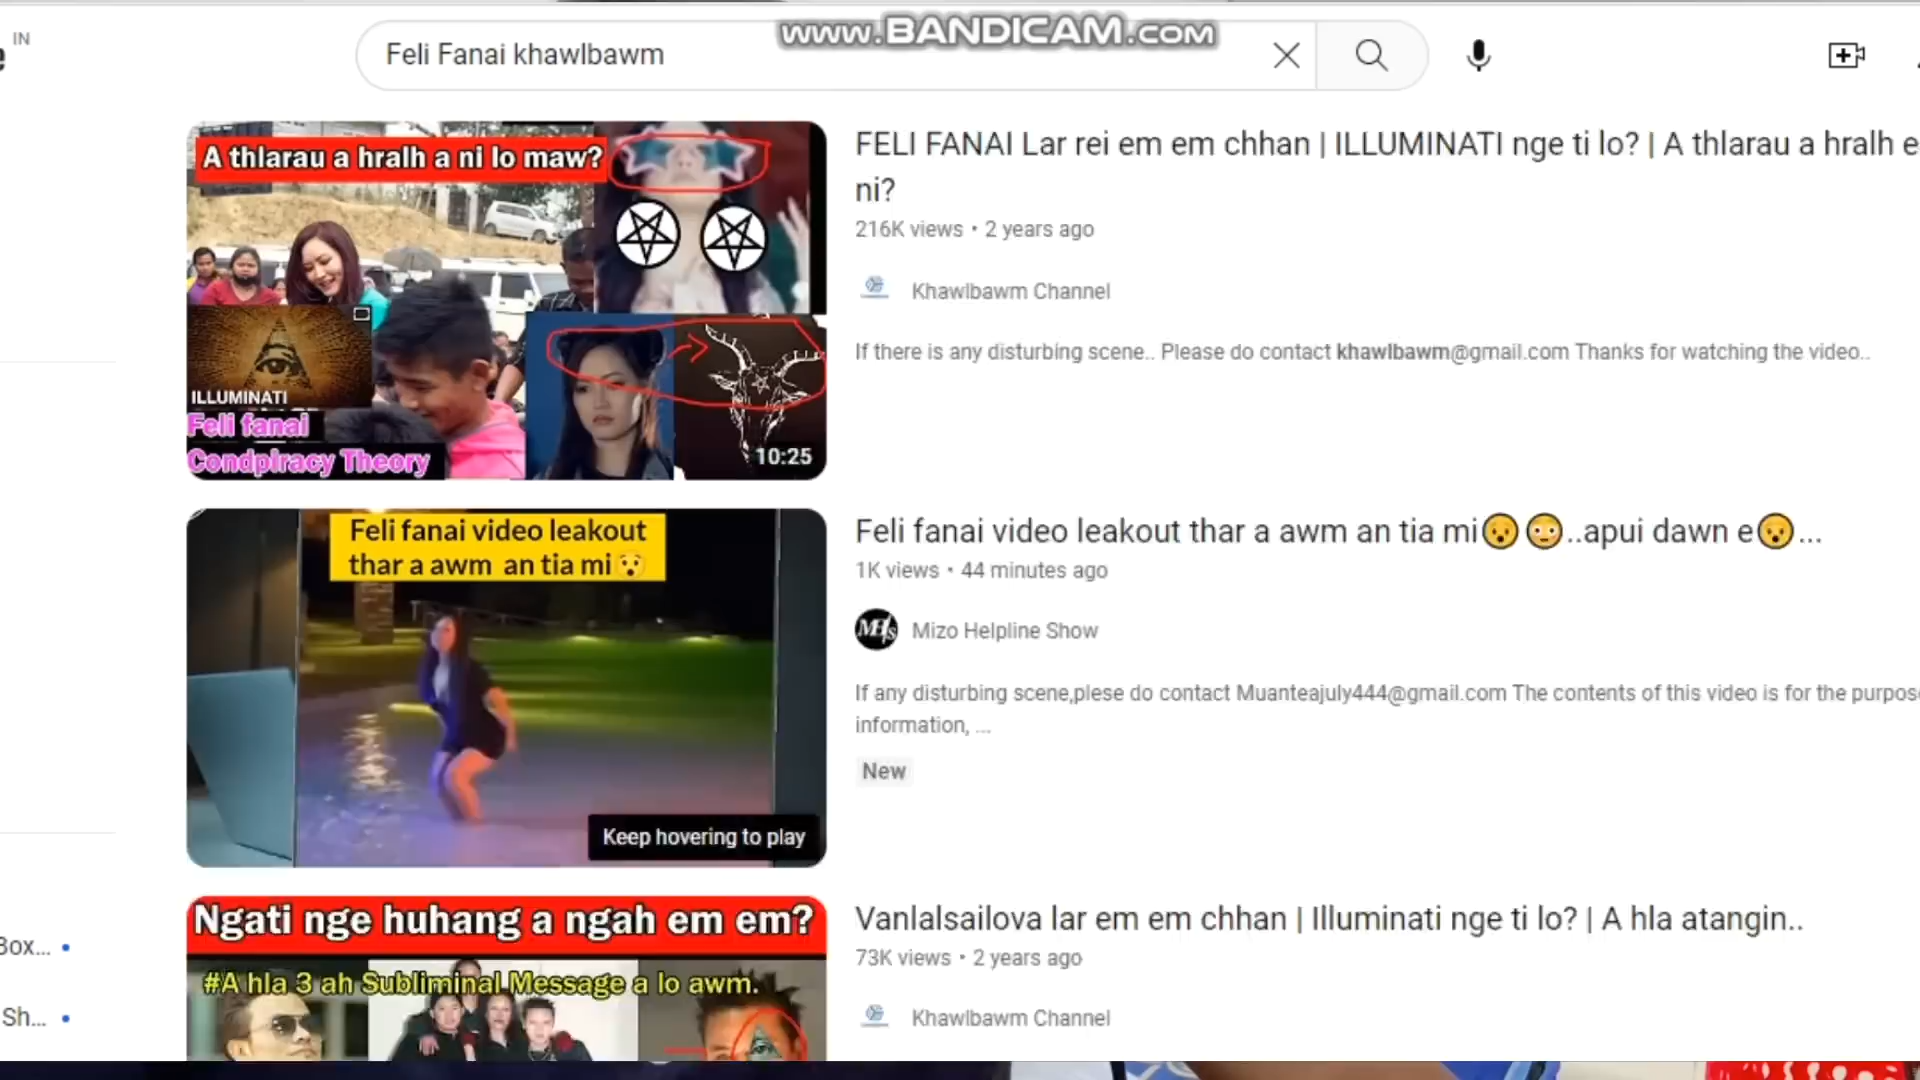 IN
www.BANDICAM.com
Feli Fanai khawlbawm
A thlarau a hralh a ni lo maw?
ILLUMINATI
Feli fanai
Condpiracy Theory
10:25
FELI FANAI Lar rei em em chhan | ILLUMINATI nge ti lo? | A thlarau a hralh e
ni?
216K views • 2 years ago
Khawlbawm Channel
If there is any disturbing scene.. Please do contact khawlbawm@gmail.com Thanks for watching the video..
Feli fanai video leakout
thar a awm an tia mi😯
Keep hovering to play
Feli fanai video leakout thar a awm an tia mi😯😳..apui dawn e😯...
1K views • 44 minutes ago
MHs
Mizo Helpline Show
If any disturbing scene,plese do contact Muanteajuly444@gmail.com The contents of this video is for the purpose
information, ...
New
Ngati nge huhang a ngah em em?
#A hla 3 ah Subliminal Message a lo awm.
Vanlalsailova lar em em chhan | Illuminati nge ti lo? | A hla atangin..
73K views • 2 years ago
Khawlbawm Channel
Box...
Sh...